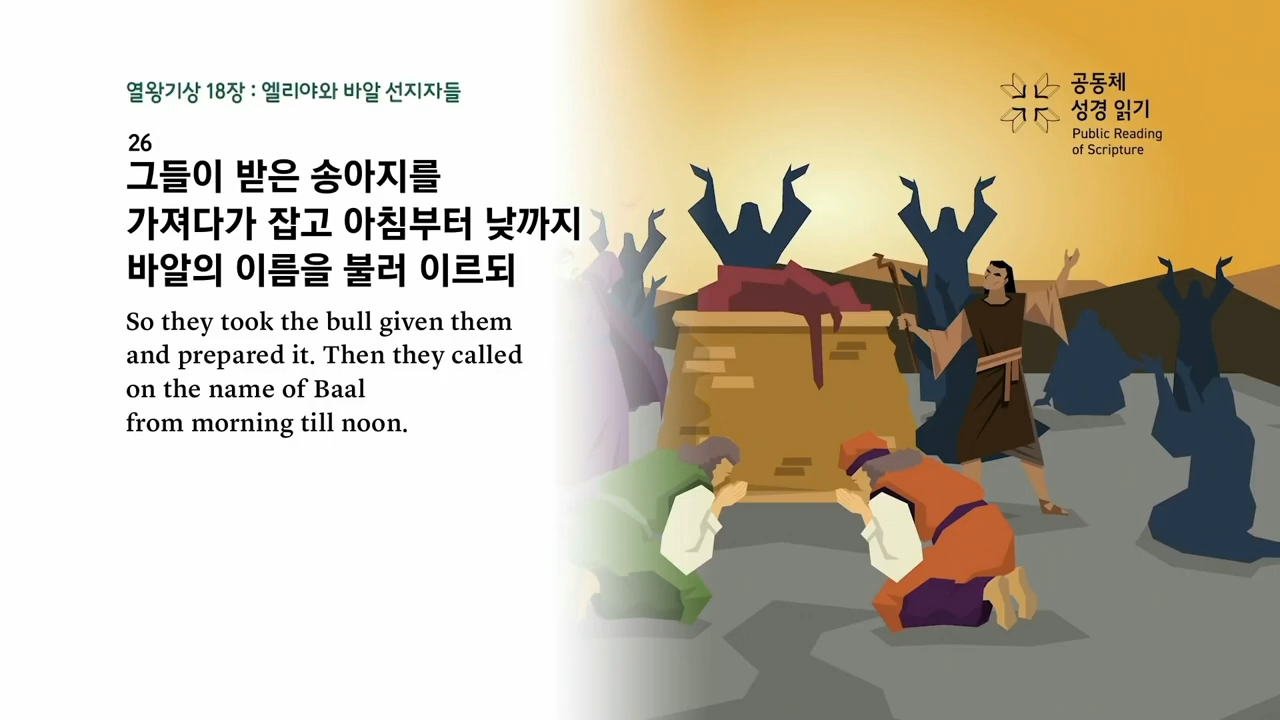 열왕기상 18장 : 엘리야와 바알 선지자들
공동체
성경 읽기
Public Reading
of Scripture
26
그들이 받은 송아지를
가져다가 잡고 아침부터 낮까지
바알의 이름을 불러 이르되
So they took the bull given them
and prepared it. Then they called
on the name of Baal
from morning till noon.